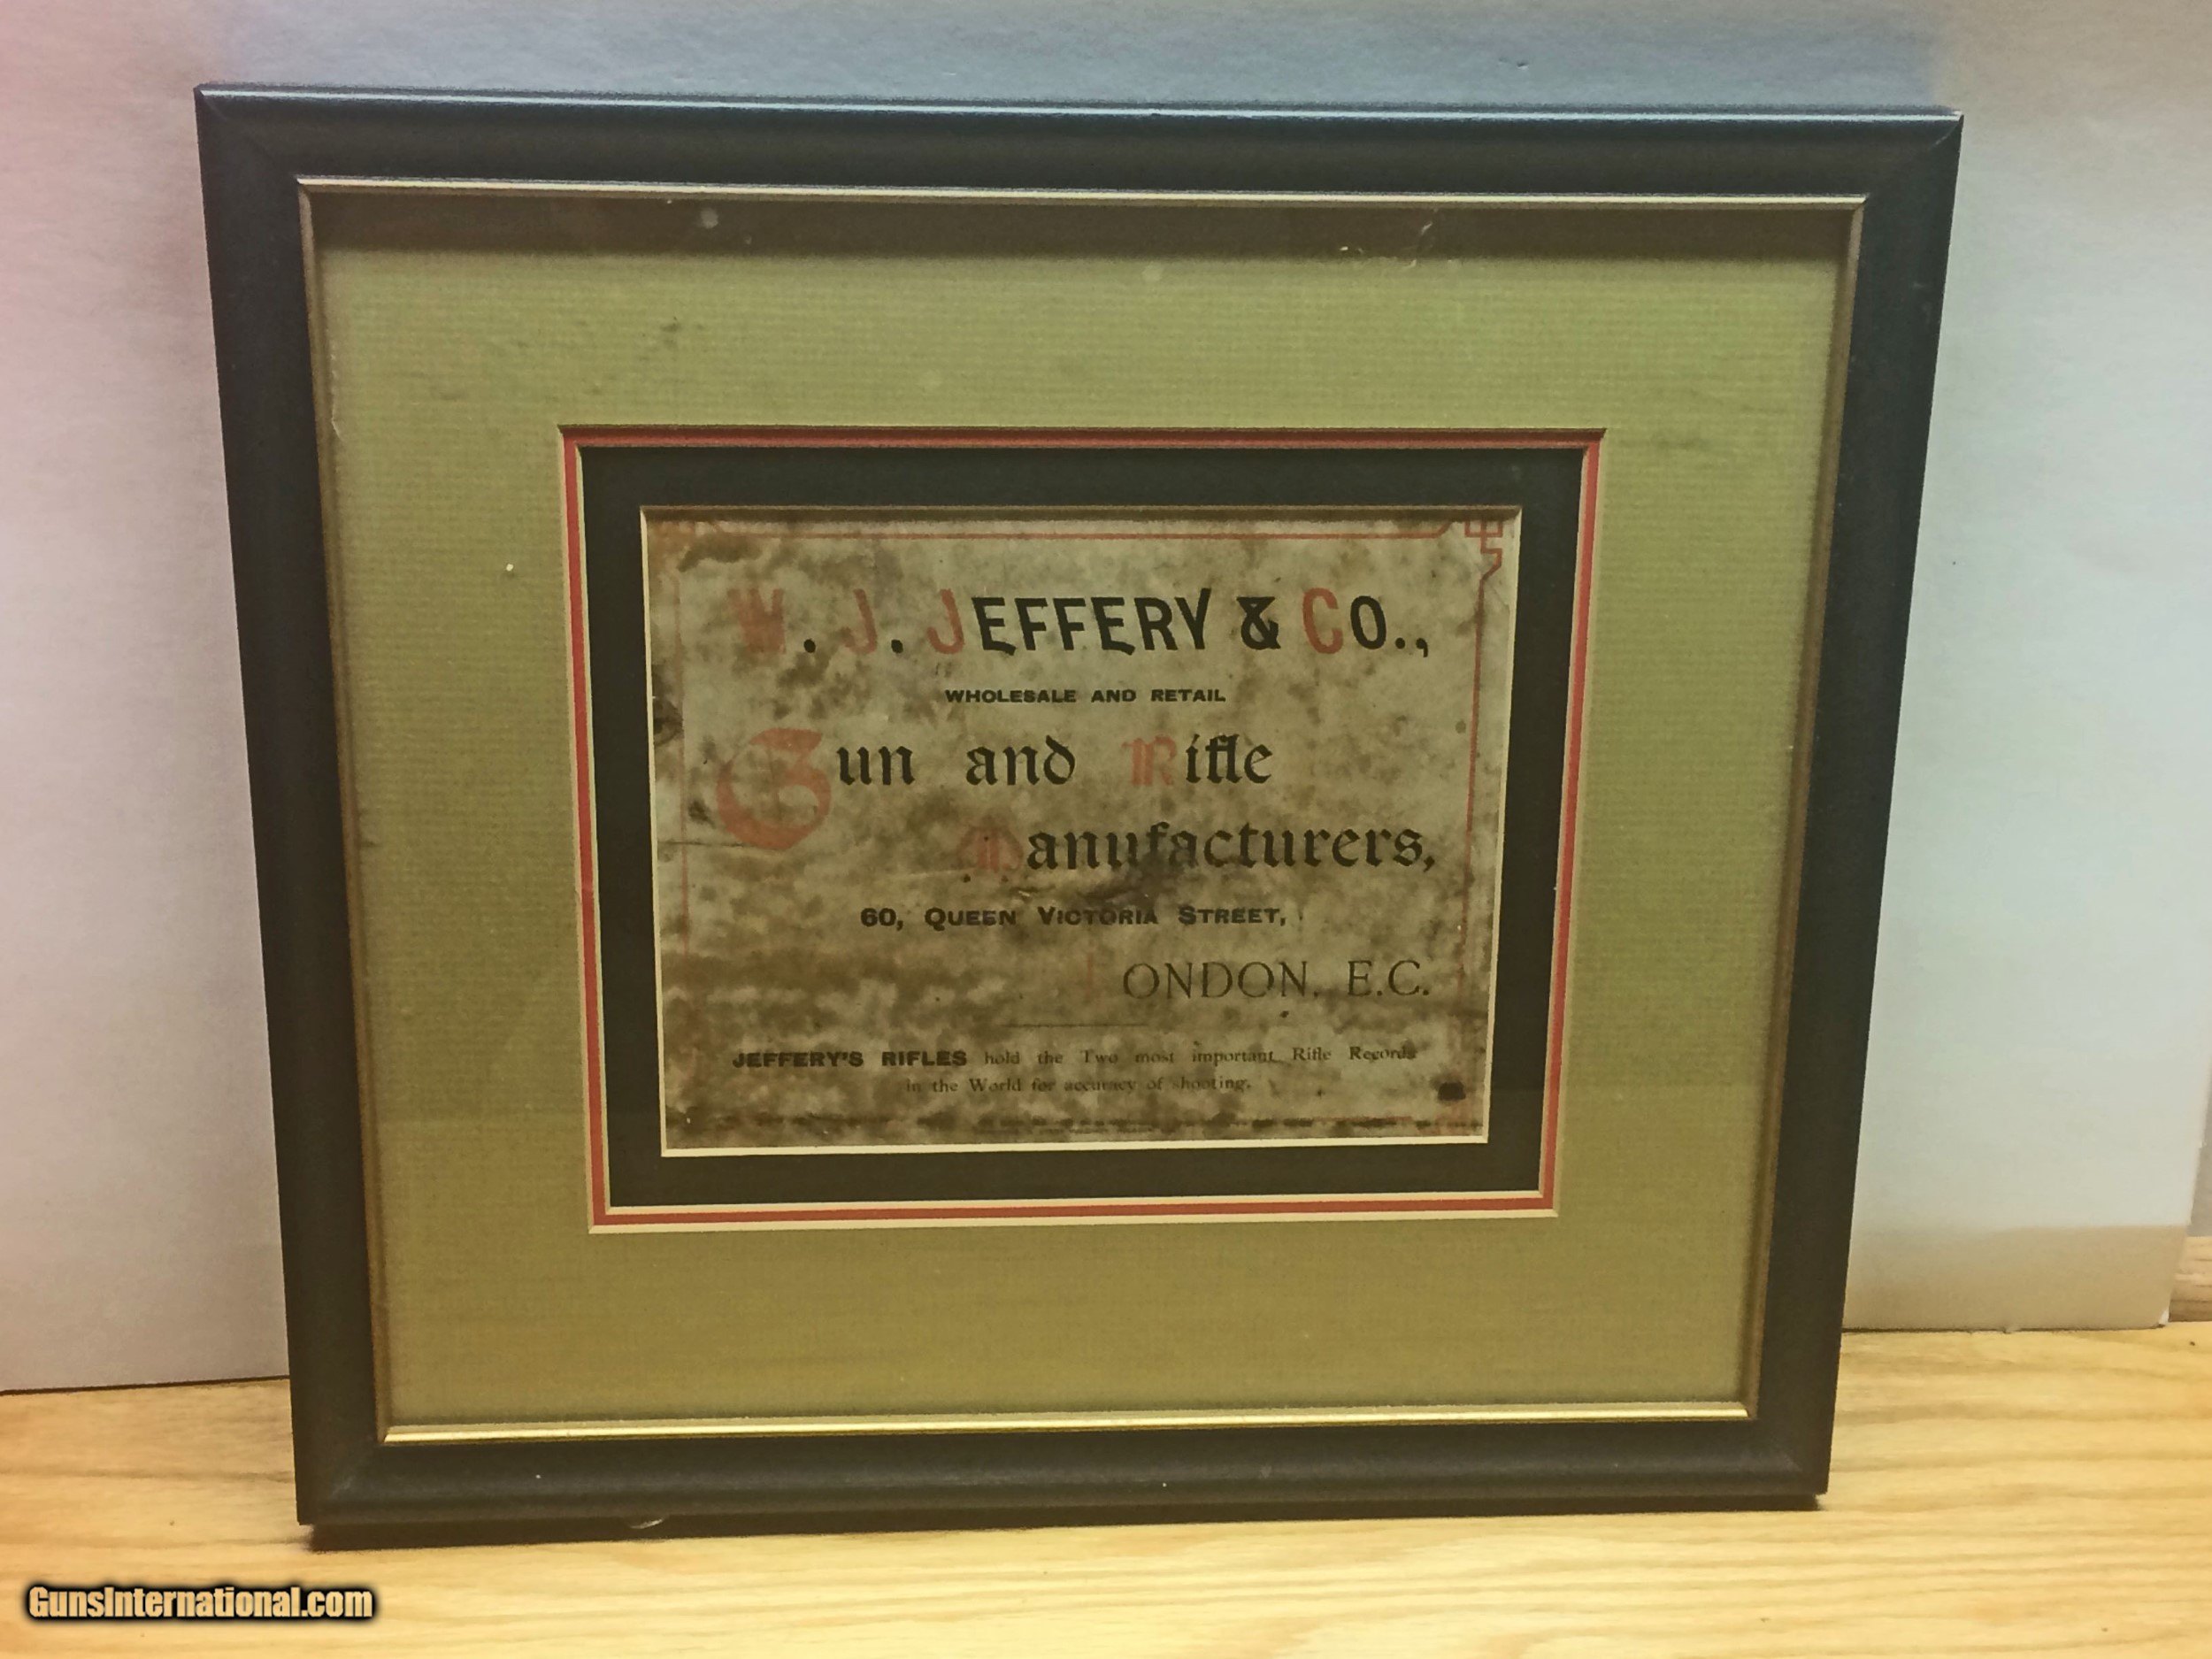 W. J. JEFFERY & CO.,
WHOLESALE AND RETAIL
Gun and Rifle
Manufacturers,
60, QUEEN VICTORIA STREET,
LONDON, E.C.
JEFFERY'S RIFLES hold the Two most important Rifle Records
in the World for accuracy of shooting.
GunsInternational.com